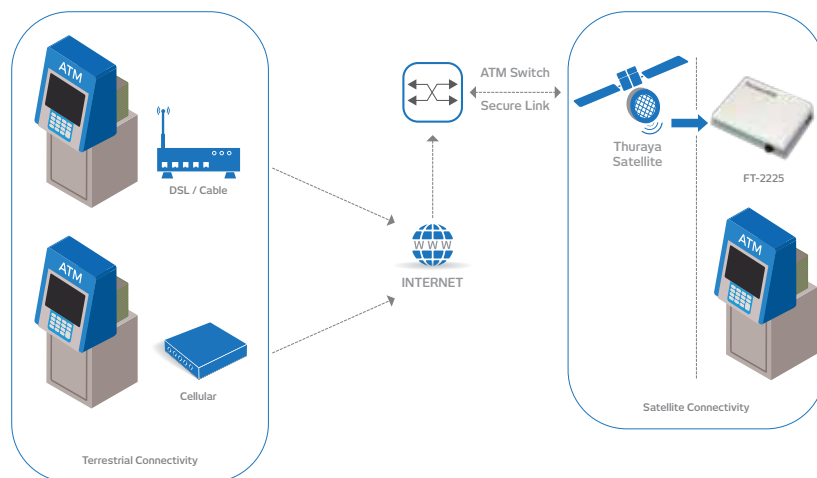 ATM
DSL / Cable
ATM
Cellular
Terrestrial Connectivity
ATM Switch
Secure Link
WWW
INTERNET
Thuraya
Satellite
FT-2225
ATM
Satellite Connectivity